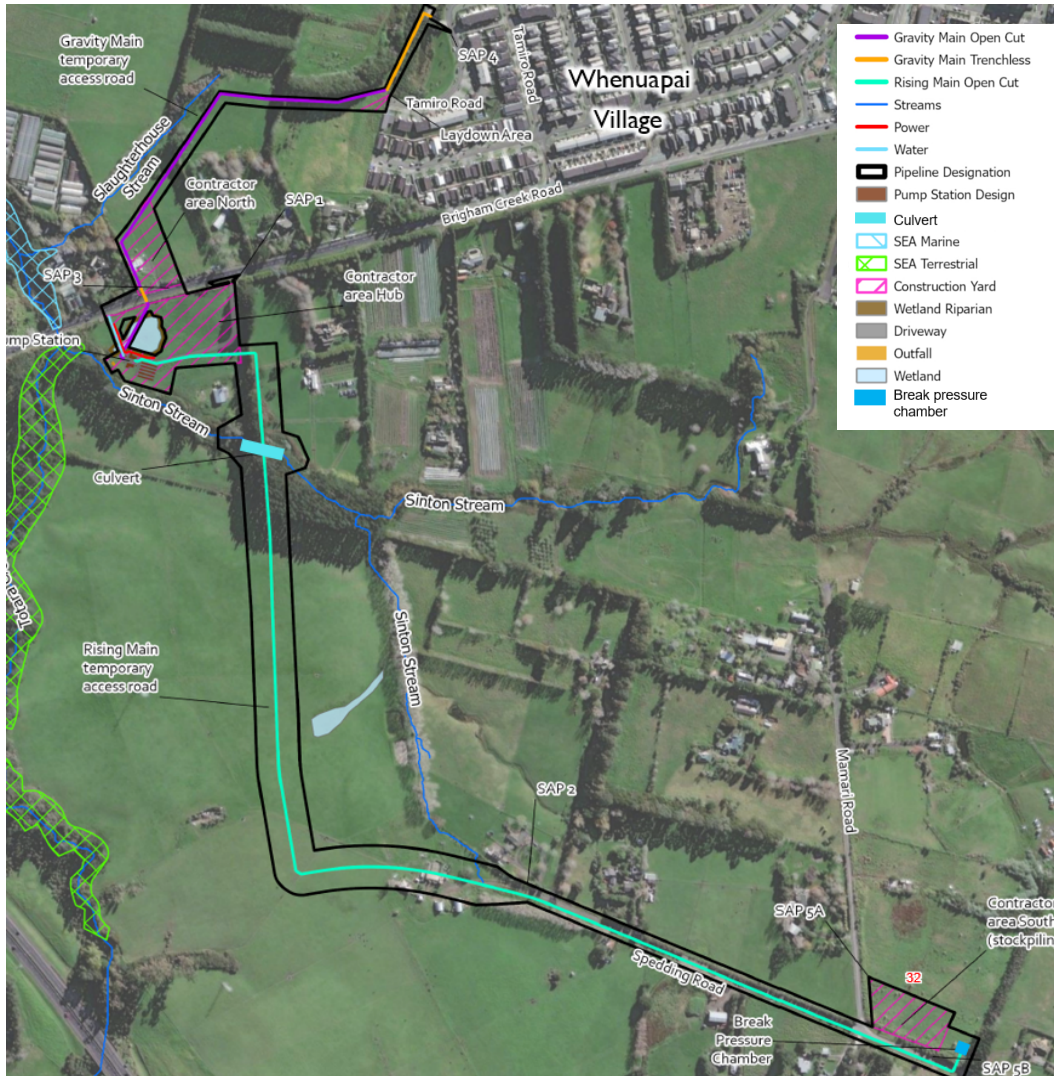 Gravity Main
temporary
access road
SAP 4
Tamiro Road
Whenuapai
Village
Tamiro Road
Laydown Area
Slaughterhouse
Stream
Contractor
area North
SAP 1
Brigham Creek Road
SAP 3
Contractor
area Hub
ump Station
Sinton Stream
Culvert
Sinton Stream
Totara
Sinton Stream
Rising Main
temporary
access road
SAP 2
Mamari Road
SAP 5A
Contractor
area South
(stockpilin
32
Spedding Road
Break
Pressure
Chamber
SAP 5B
Gravity Main Open Cut
Gravity Main Trenchless
Rising Main Open Cut
Streams
Power
Water
Pipeline Designation
Pump Station Design
Culvert
SEA Marine
SEA Terrestrial
Construction Yard
Wetland Riparian
Driveway
Outfall
Wetland
Break pressure
chamber